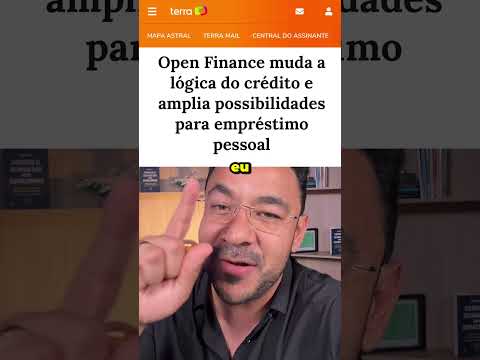 terra
MAPA ASTRAL TERRA MAIL CENTRAL DO ASSINANTE
Open Finance muda a
lógica do crédito e
amplia possibilidades
para empréstimo
pessoal
eu